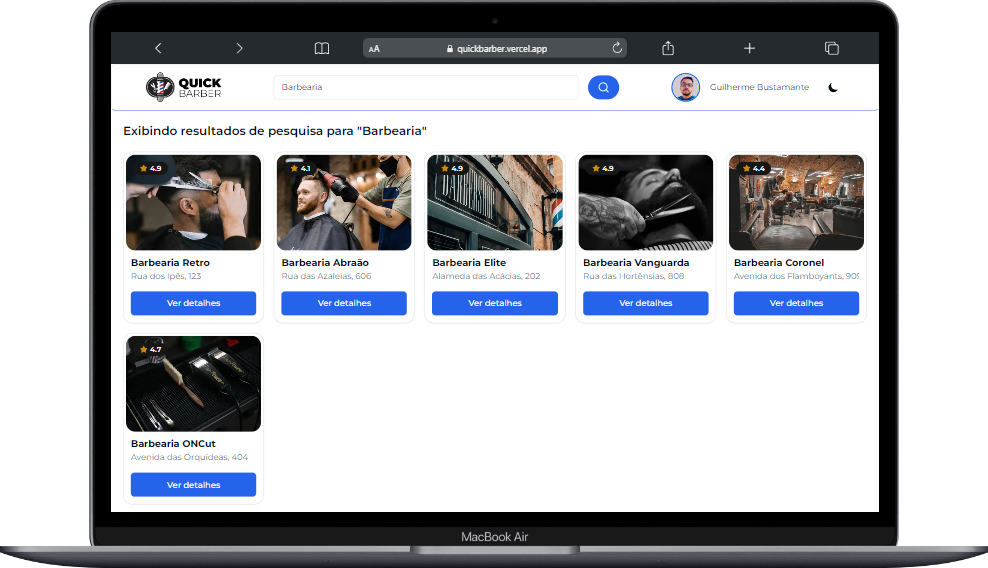 AA
quickbarber.vercel.app
QUICK
BARBER
Barbearia
Guilherme Bustamante
Exibindo resultados de pesquisa para "Barbearia"
4.9
4.1
4.9
4.9
4.4
Barbearia Retro
Rua dos Ipês, 123
Ver detalhes
Barbearia Abraão
Rua das Azaleias, 606
Ver detalhes
Barbearia Elite
Alameda das Acácias, 202
Ver detalhes
Barbearia Vanguarda
Rua das Hortênsias, 808
Ver detalhes
Barbearia Coronel
Avenida dos Flamboyants, 909
Ver detalhes
4.7
Barbearia ONCut
Avenida das Orquídeas, 404
Ver detalhes
MacBook Air